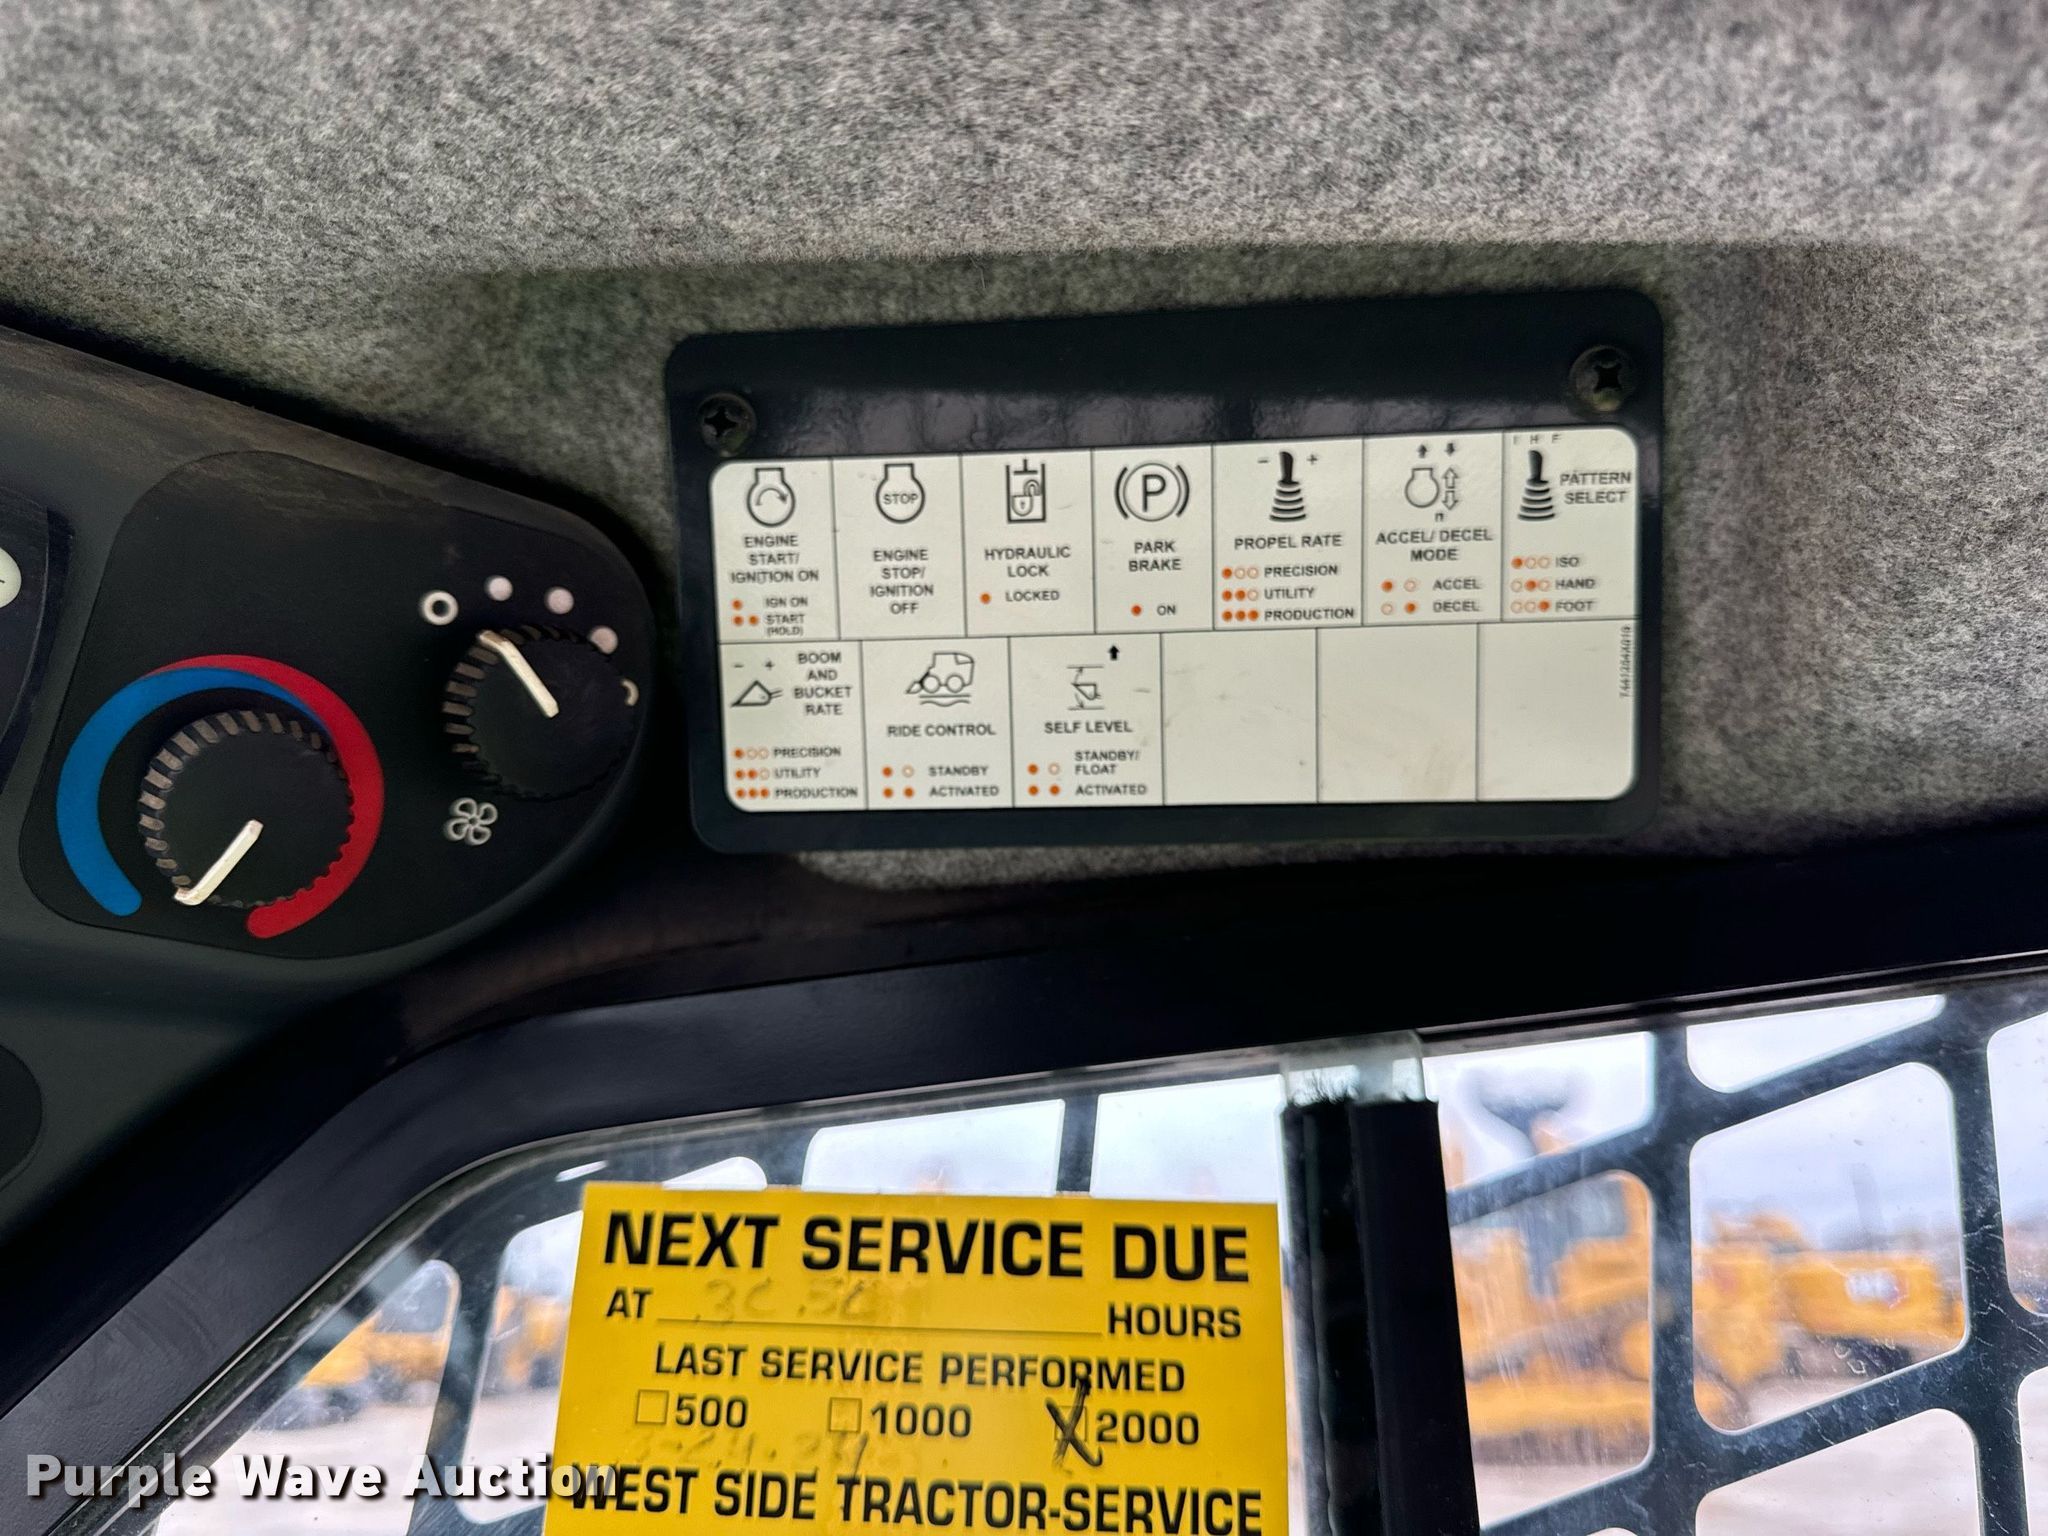 ENGINE
START/
IGNITION ON
IGN ON
START
(HOLD)
STOP
ENGINE
STOP/
IGNITION
OFF
HYDRAULIC
LOCK
LOCKED
P
PARK
BRAKE
ON
- +
PROPEL RATE
PRECISION
UTILITY
PRODUCTION
n
ACCEL/DECEL
MODE
ACCEL
DECEL
I H F
PATTERN
SELECT
ISO
HAND
FOOT
- +
BOOM
AND
BUCKET
RATE
PRECISION
UTILITY
PRODUCTION
RIDE CONTROL
STANDBY
ACTIVATED
SELF LEVEL
STANDBY/
FLOAT
ACTIVATED
NEXT SERVICE DUE
AT HOURS
LAST SERVICE PERFORMED
500 1000 2000
WEST SIDE TRACTOR-SERVICE
Purple Wave Auction